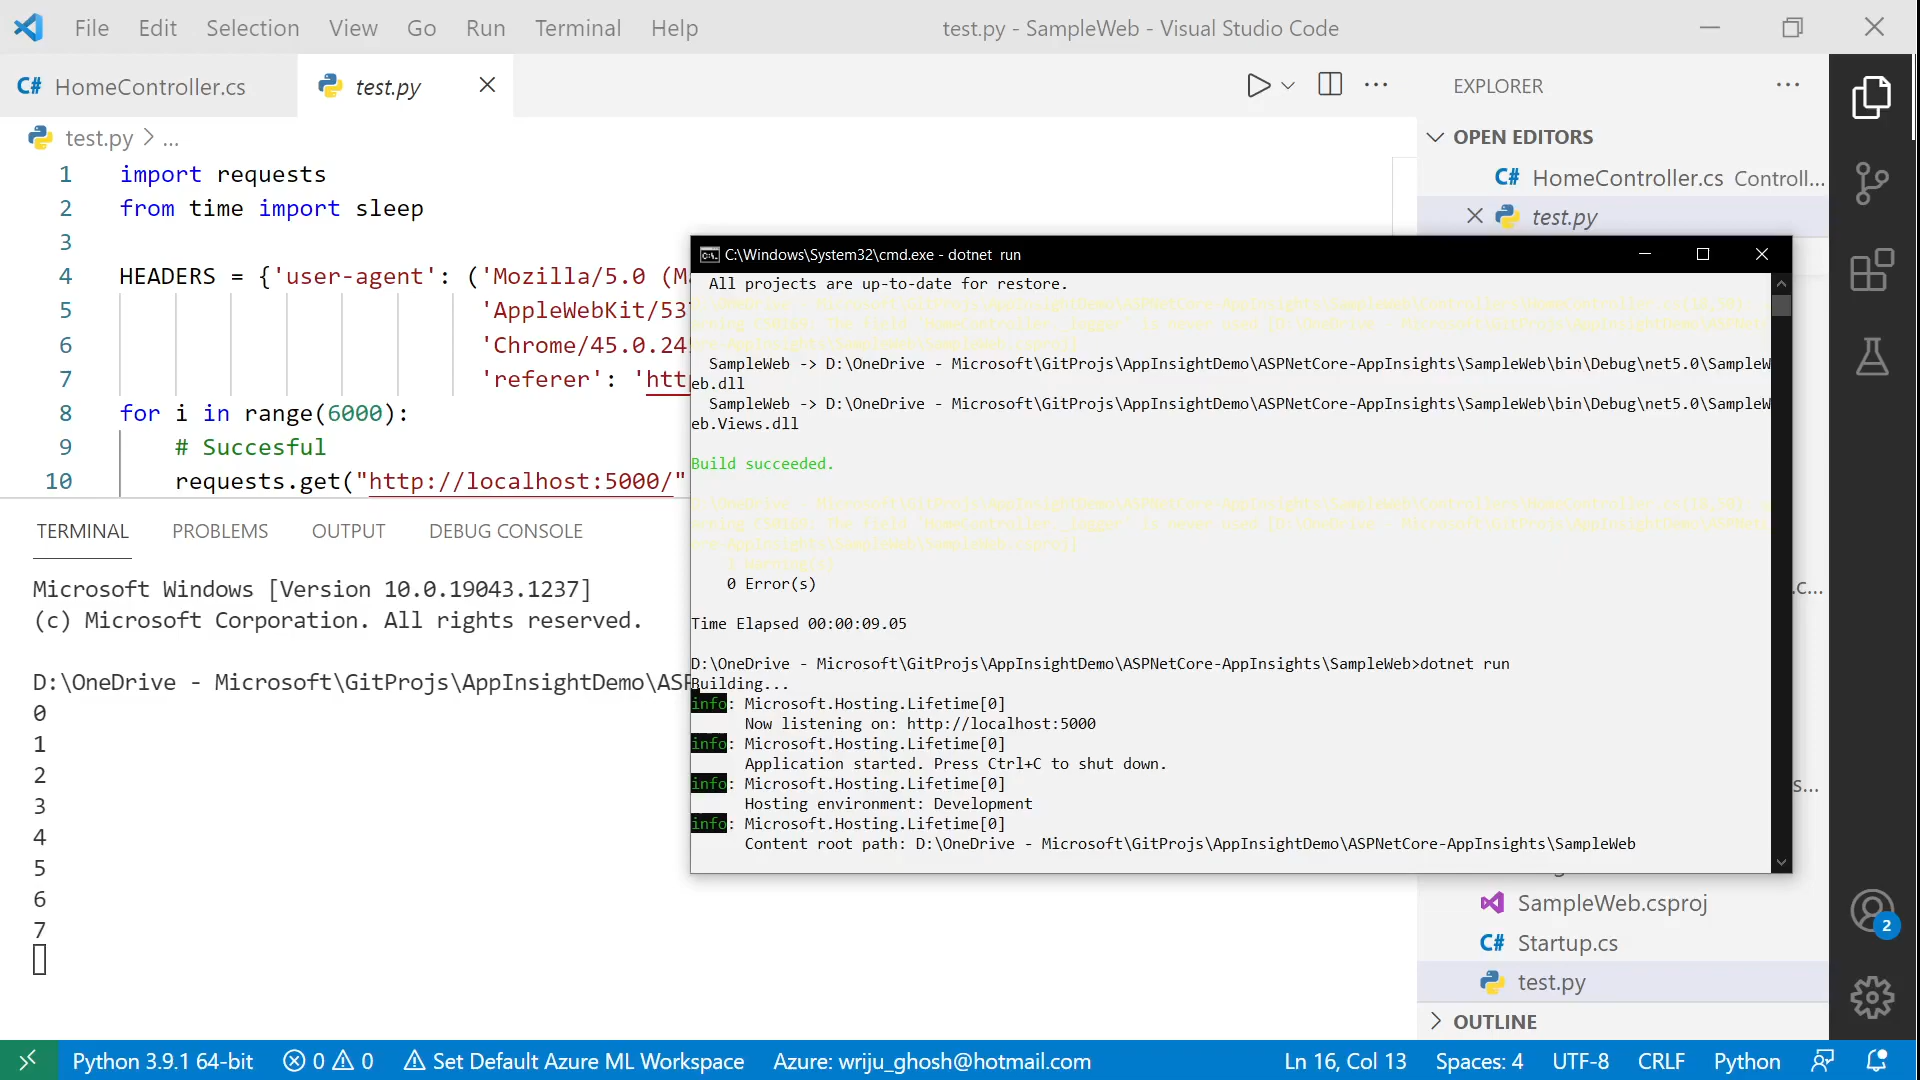 File Edit Selection View Go Run Terminal Help
test.py - SampleWeb - Visual Studio Code
C# HomeController.cs
test.py
EXPLORER
test.py > ...
OPEN EDITORS
C# HomeController.cs Controll...
test.py
1 import requests
2 from time import sleep
3
4 HEADERS = {'user-agent': ('Mozilla/5.0 (Ma
5 'AppleWebKit/537
6 'Chrome/45.0.245
7 'referer': 'http
8 for i in range(6000):
9 # Succesful
10 requests.get("http://localhost:5000/"
C:\Windows\System32\cmd.exe - dotnet  run
All projects are up-to-date for restore.
SampleWeb -> D:\OneDrive - Microsoft\GitProjs\AppInsightDemo\ASPNetCore-AppInsights\SampleWeb\bin\Debug\net5.0\SampleW
eb.dll
SampleWeb -> D:\OneDrive - Microsoft\GitProjs\AppInsightDemo\ASPNetCore-AppInsights\SampleWeb\bin\Debug\net5.0\SampleW
eb.Views.dll
Build succeeded.
0 Error(s)
Time Elapsed 00:00:09.05
D:\OneDrive - Microsoft\GitProjs\AppInsightDemo\ASPNetCore-AppInsights\SampleWeb>dotnet run
Building...
info: Microsoft.Hosting.Lifetime[0]
Now listening on: http://localhost:5000
info: Microsoft.Hosting.Lifetime[0]
Application started. Press Ctrl+C to shut down.
info: Microsoft.Hosting.Lifetime[0]
Hosting environment: Development
info: Microsoft.Hosting.Lifetime[0]
Content root path: D:\OneDrive - Microsoft\GitProjs\AppInsightDemo\ASPNetCore-AppInsights\SampleWeb
TERMINAL PROBLEMS OUTPUT DEBUG CONSOLE
Microsoft Windows [Version 10.0.19043.1237]
(c) Microsoft Corporation. All rights reserved.
D:\OneDrive - Microsoft\GitProjs\AppInsightDemo\ASP
0
1
2
3
4
5
6
7
.c...
s...
SampleWeb.csproj
C# Startup.cs
test.py
OUTLINE
2
Python 3.9.1 64-bit 0 0 Set Default Azure ML Workspace Azure: wriju_ghosh@hotmail.com Ln 16, Col 13 Spaces: 4 UTF-8 CRLF Python